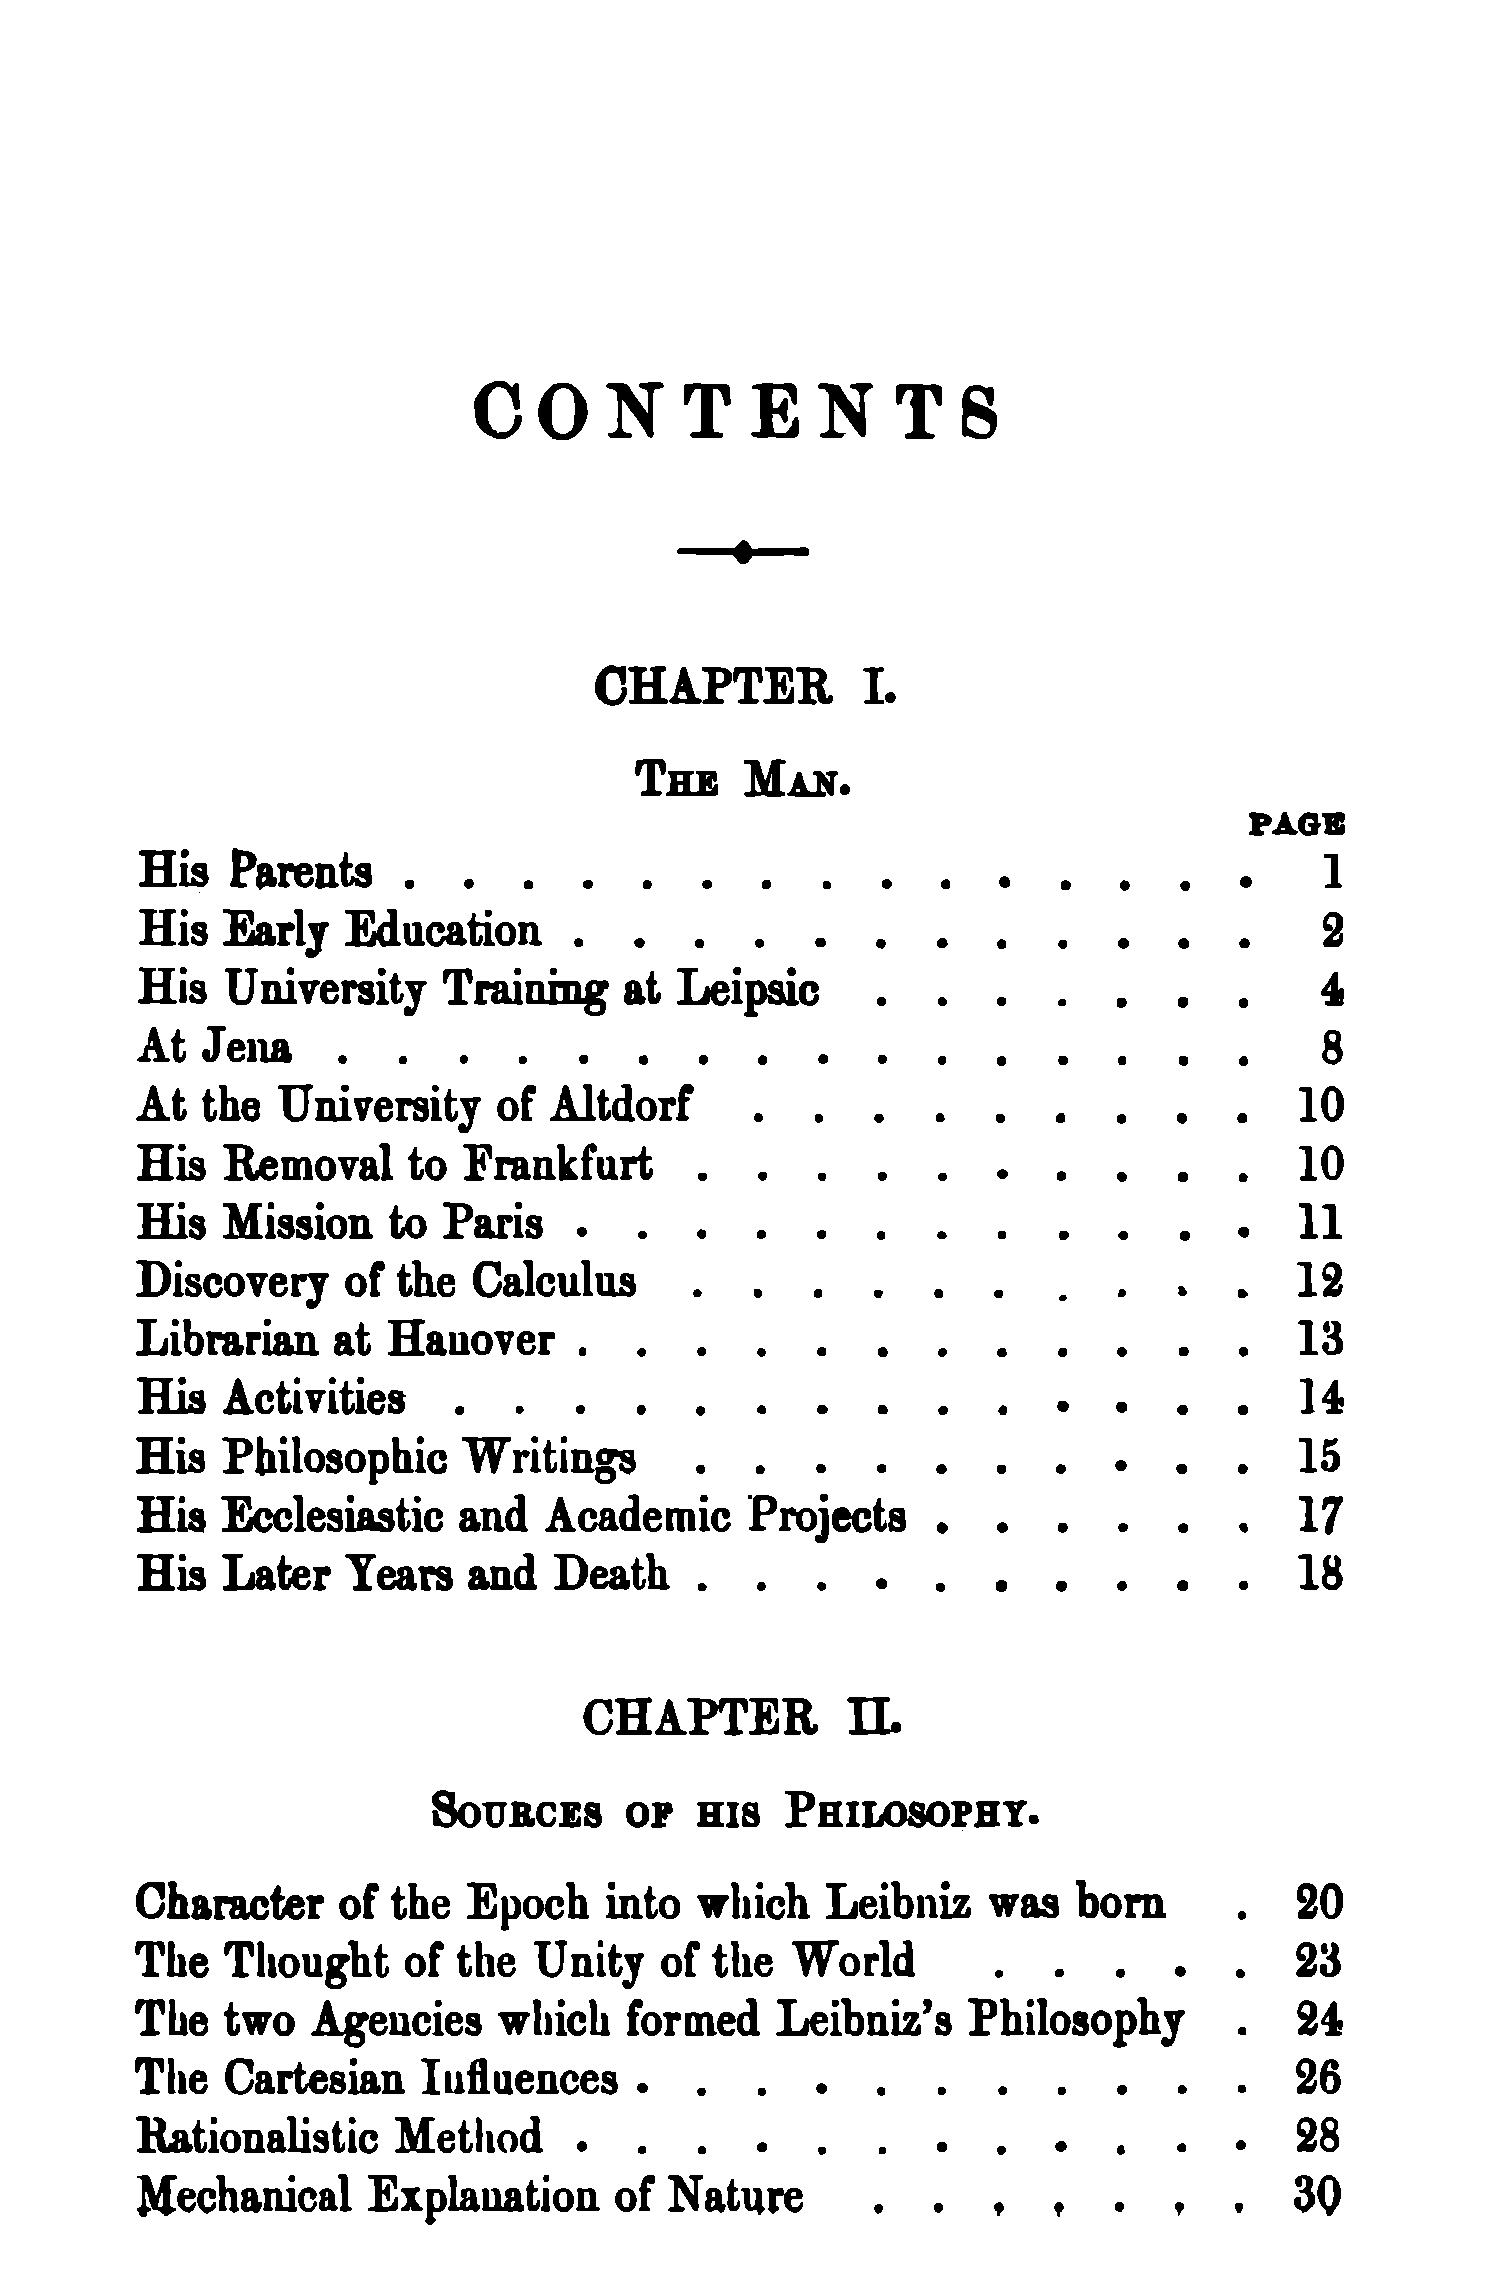 CONTENTS
CHAPTER I.
THE MAN.
PAGE
His Parents . . . . . . . . . . . . . . . 1
His Early Education . . . . . . . . . . . . 2
His University Training at Leipsic . . . . . . . 4
At Jena . . . . . . . . . . . . . . . . 8
At the University of Altdorf . . . . . . . . . 10
His Removal to Frankfurt . . . . . . . . . . 10
His Mission to Paris . . . . . . . . . . . . 11
Discovery of the Calculus . . . . . . . . . . 12
Librarian at Hanover . . . . . . . . . . . . 13
His Activities . . . . . . . . . . . . . . 14
His Philosophic Writings . . . . . . . . . . 15
His Ecclesiastic and Academic Projects . . . . . . 17
His Later Years and Death . . . . . . . . . . 18
CHAPTER II.
SOURCES OF HIS PHILOSOPHY.
Character of the Epoch into which Leibniz was born . 20
The Thought of the Unity of the World . . . . . 23
The two Agencies which formed Leibniz's Philosophy . 24
The Cartesian Influences . . . . . . . . . . . 26
Rationalistic Method . . . . . . . . . . . . 28
Mechanical Explanation of Nature . . . . . . . 30